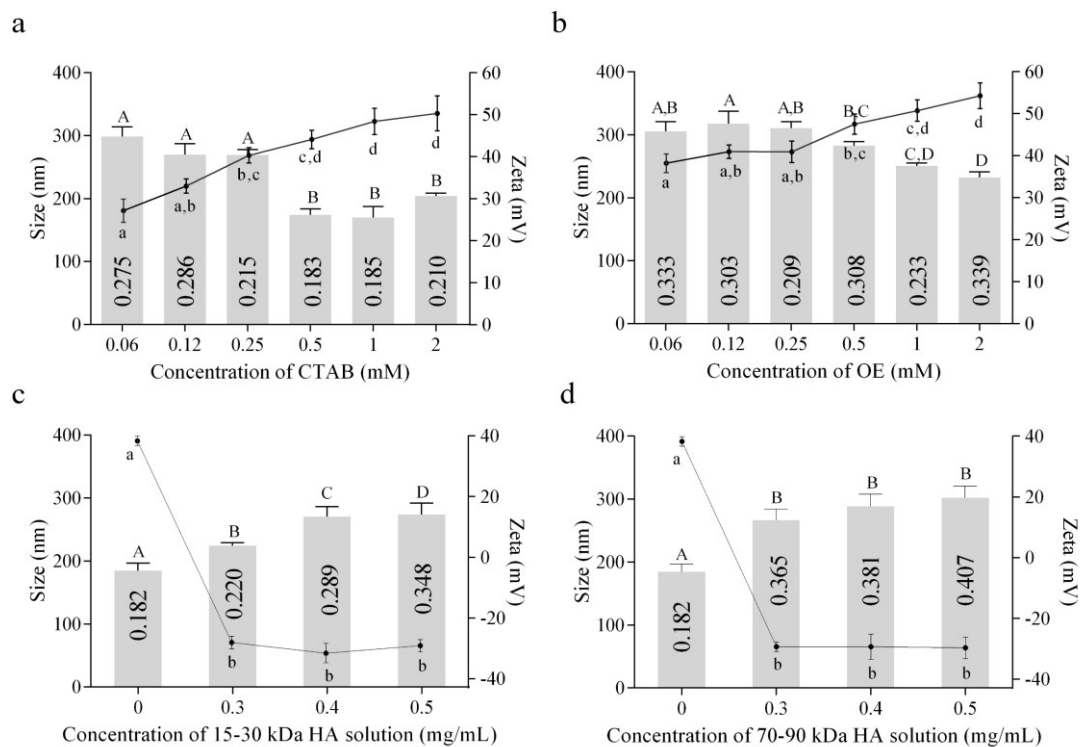 a
400
300
200
100
0
Size (nm)
60
50
40
30
20
10
0
Zeta (mV)
A
A
A
B
B
B
a
a,b
b,c
c,d
d
d
0.275
0.286
0.215
0.183
0.185
0.210
0.06
0.12
0.25
0.5
1
2
Concentration of CTAB (mM)
b
400
300
200
100
0
Size (nm)
60
50
40
30
20
10
0
Zeta (mV)
A,B
A
A,B
B,C
C,D
D
a
a,b
a,b
b,c
c,d
d
0.333
0.303
0.209
0.308
0.233
0.339
0.06
0.12
0.25
0.5
1
2
Concentration of OE (mM)
c
400
300
200
100
0
Size (nm)
40
20
0
-20
-40
Zeta (mV)
a
A
B
C
D
b
b
b
0.182
0.220
0.289
0.348
0
0.3
0.4
0.5
Concentration of 15-30 kDa HA solution (mg/mL)
d
400
300
200
100
0
Size (nm)
40
20
0
-20
-40
Zeta (mV)
a
A
B
B
B
b
b
b
0.182
0.365
0.381
0.407
0
0.3
0.4
0.5
Concentration of 70-90 kDa HA solution (mg/mL)